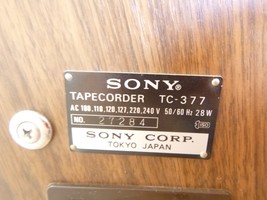 SONY®
TAPECORDER TC-377
AC 100,110,120,127,220,240 V 50/60 Hz 28 W
NO. 27284
SONY CORP.
TOKYO JAPAN